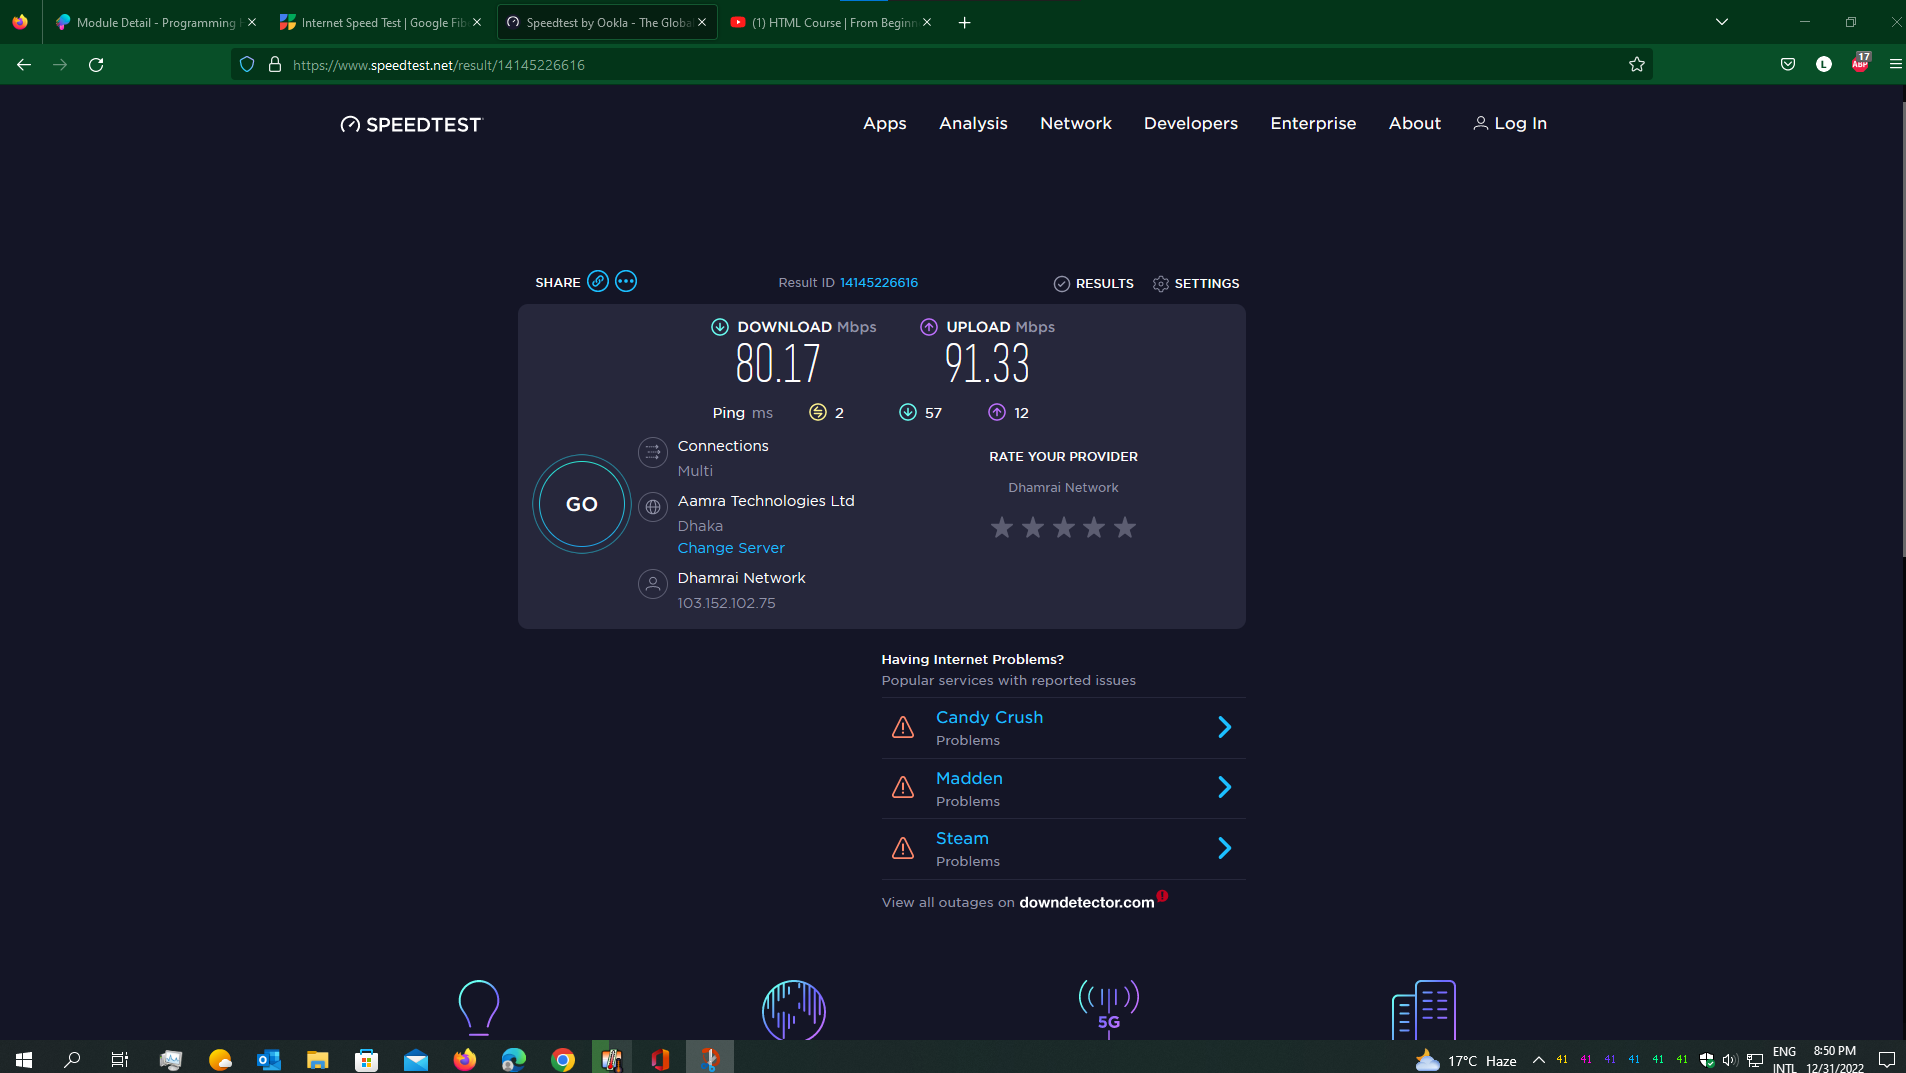 Module Detail - Programming H
Internet Speed Test | Google Fib
Speedtest by Ookla - The Global
(1) HTML Course | From Beginn
https://www.speedtest.net/result/14145226616
L
ABP
17
SPEEDTEST
Apps
Analysis
Network
Developers
Enterprise
About
Log In
SHARE
Result ID 14145226616
RESULTS
SETTINGS
DOWNLOAD Mbps
UPLOAD Mbps
80.17
91.33
Ping ms
2
57
12
Connections
Multi
GO
Aamra Technologies Ltd
Dhaka
Change Server
Dhamrai Network
103.152.102.75
RATE YOUR PROVIDER
Dhamrai Network
Having Internet Problems?
Popular services with reported issues
Candy Crush
Problems
Madden
Problems
Steam
Problems
View all outages on downdetector.com
5G
17°C Haze
41 41 41 41 41 41
ENG
INTL
8:50 PM
12/31/2022